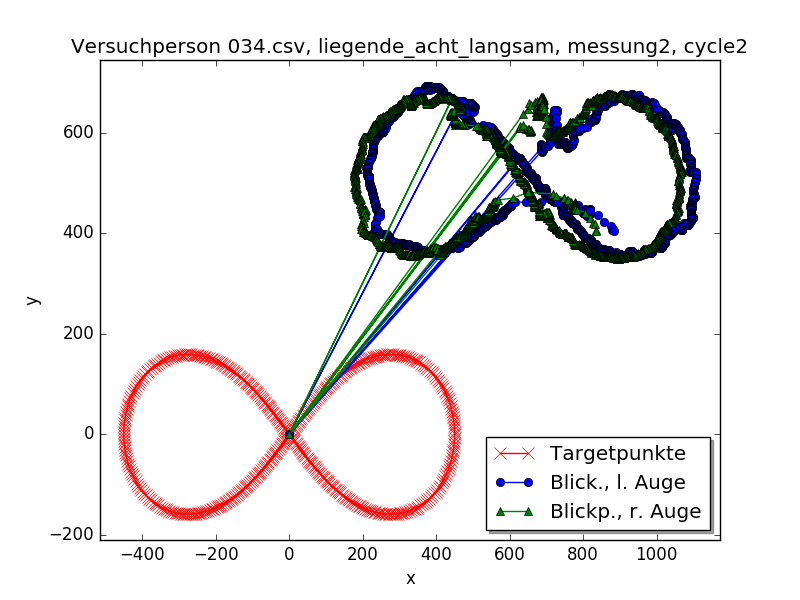 Versuchperson 034.csv, liegende_acht_langsam, messung2, cycle2
y
600
400
200
0
−200
Targetpunkte
Blick., l. Auge
Blickp., r. Auge
−400 −200 0 200 400 600 800 1000
x